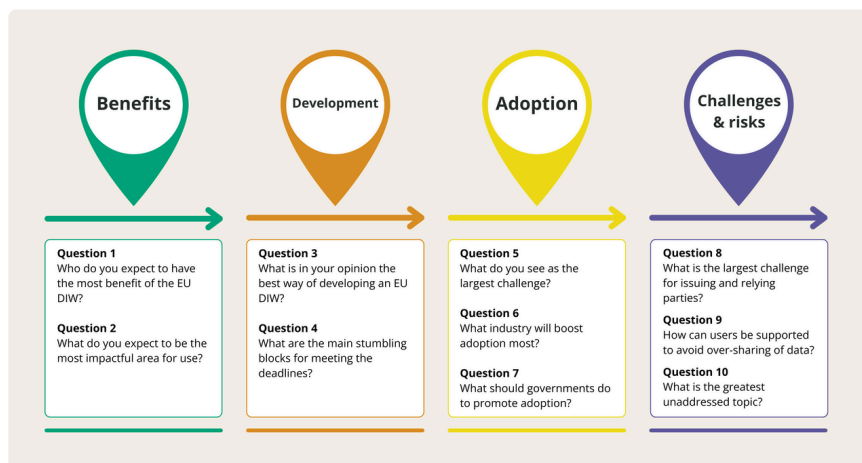 Benefits
Question 1
Who do you expect to have
the most benefit of the EU
DIW?
Question 2
What do you expect to be the
most impactful area for use?
Development
Question 3
What is in your opinion the
best way of developing an EU
DIW?
Question 4
What are the main stumbling
blocks for meeting the
deadlines?
Adoption
Question 5
What do you see as the
largest challenge?
Question 6
What industry will boost
adoption most?
Question 7
What should governments do
to promote adoption?
Challenges
& risks
Question 8
What is the largest challenge
for issuing and relying
parties?
Question 9
How can users be supported
to avoid over-sharing of data?
Question 10
What is the greatest
unaddressed topic?